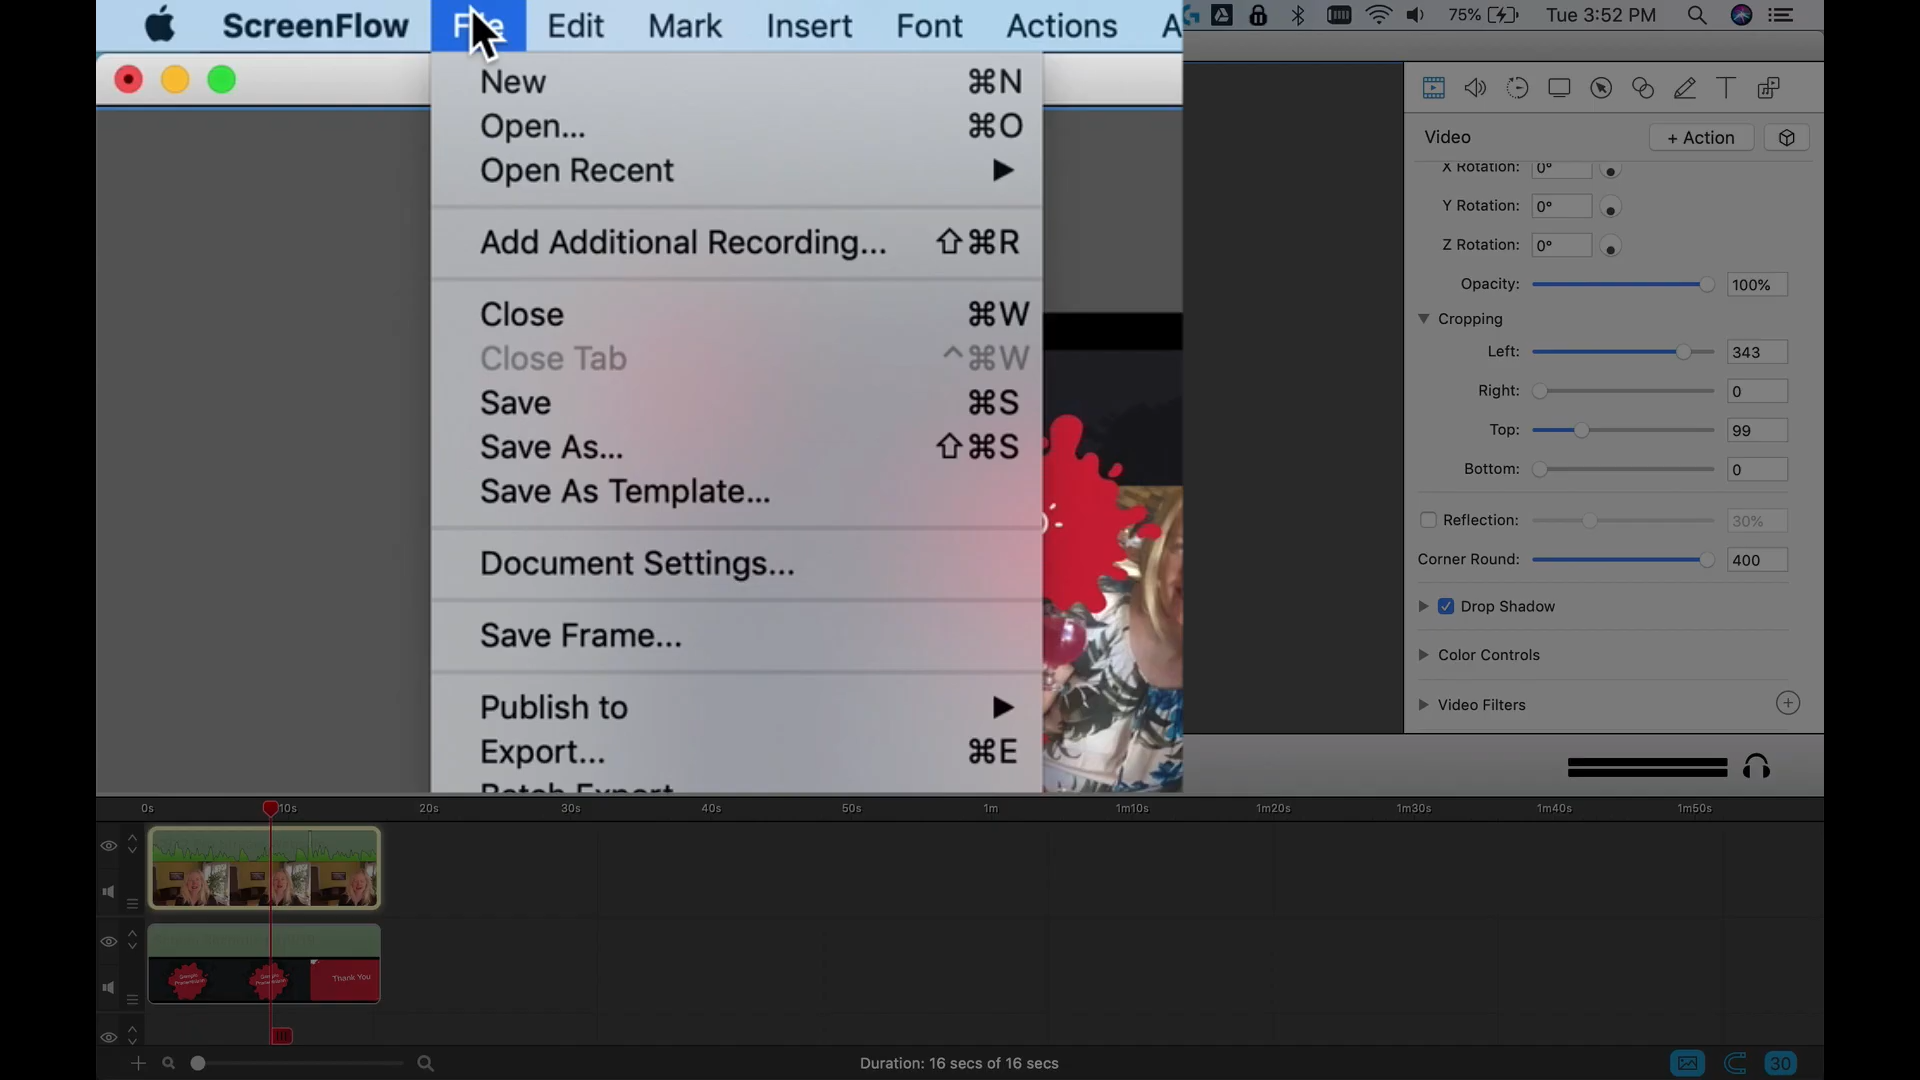 ScreenFlow File Edit Mark Insert Font Actions A
75% Tue 3:52 PM
New ⌘N
Open... ⌘O
Open Recent ▶
Add Additional Recording... ⇧⌘R
Close ⌘W
Close Tab ^⌘W
Save ⌘S
Save As... ⇧⌘S
Save As Template...
Document Settings...
Save Frame...
Publish to ▶
Export... ⌘E
Batch Export
Video + Action
X Rotation: 0°
Y Rotation: 0°
Z Rotation: 0°
Opacity: 100%
Cropping
Left: 343
Right: 0
Top: 99
Bottom: 0
Reflection: 30%
Corner Round: 400
Drop Shadow
Color Controls
Video Filters
0s 10s 20s 30s 40s 50s 1m 1m10s 1m20s 1m30s 1m40s 1m50s
Thank You
Duration: 16 secs of 16 secs
30